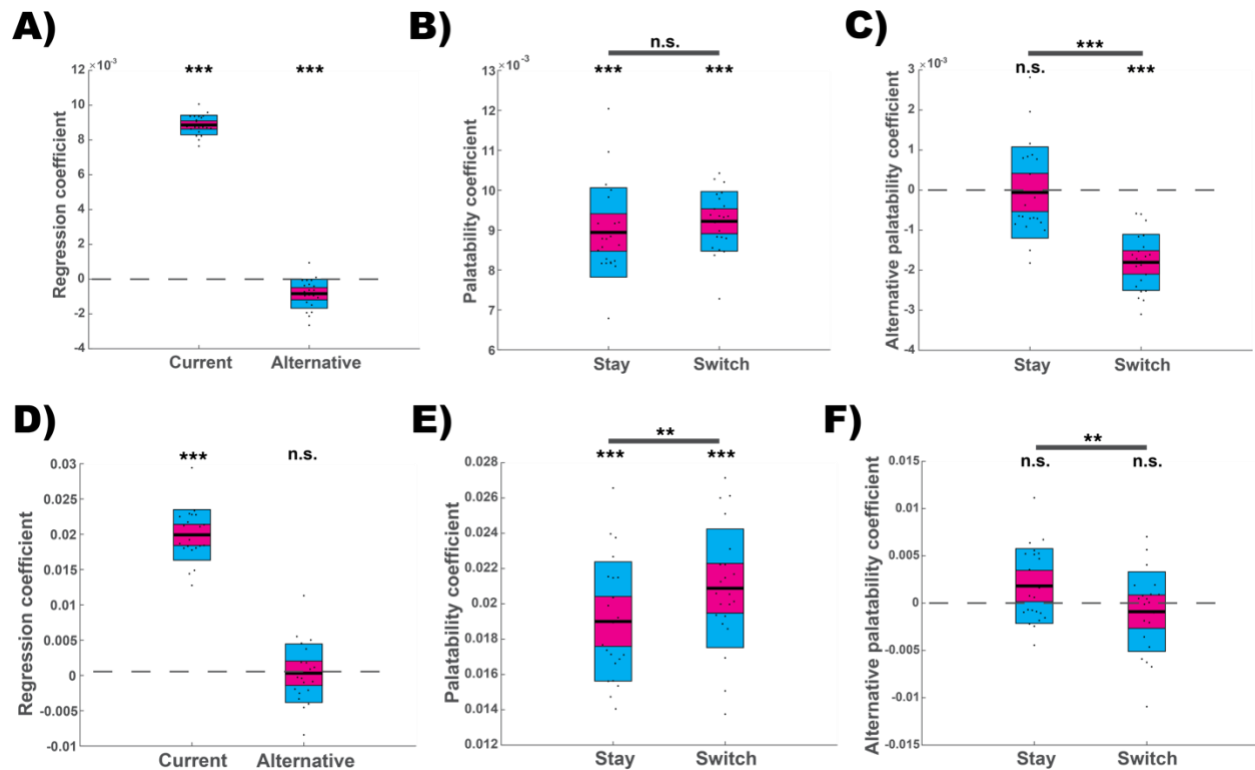 A)
×10⁻³
*** ***
12
10
8
6
4
2
0
-2
-4
Regression coefficient
Current Alternative
B)
n.s.
×10⁻³
*** ***
13
12
11
10
9
8
7
6
Palatability coefficient
Stay Switch
C)
***
×10⁻³
n.s. ***
3
2
1
0
-1
-2
-3
-4
Alternative palatability coefficient
Stay Switch
D)
*** n.s.
0.03
0.025
0.02
0.015
0.01
0.005
0
-0.005
-0.01
Regression coefficient
Current Alternative
E)
**
*** ***
0.028
0.026
0.024
0.022
0.02
0.018
0.016
0.014
0.012
Palatability coefficient
Stay Switch
F)
**
n.s. n.s.
0.015
0.01
0.005
0
-0.005
-0.01
-0.015
Alternative palatability coefficient
Stay Switch